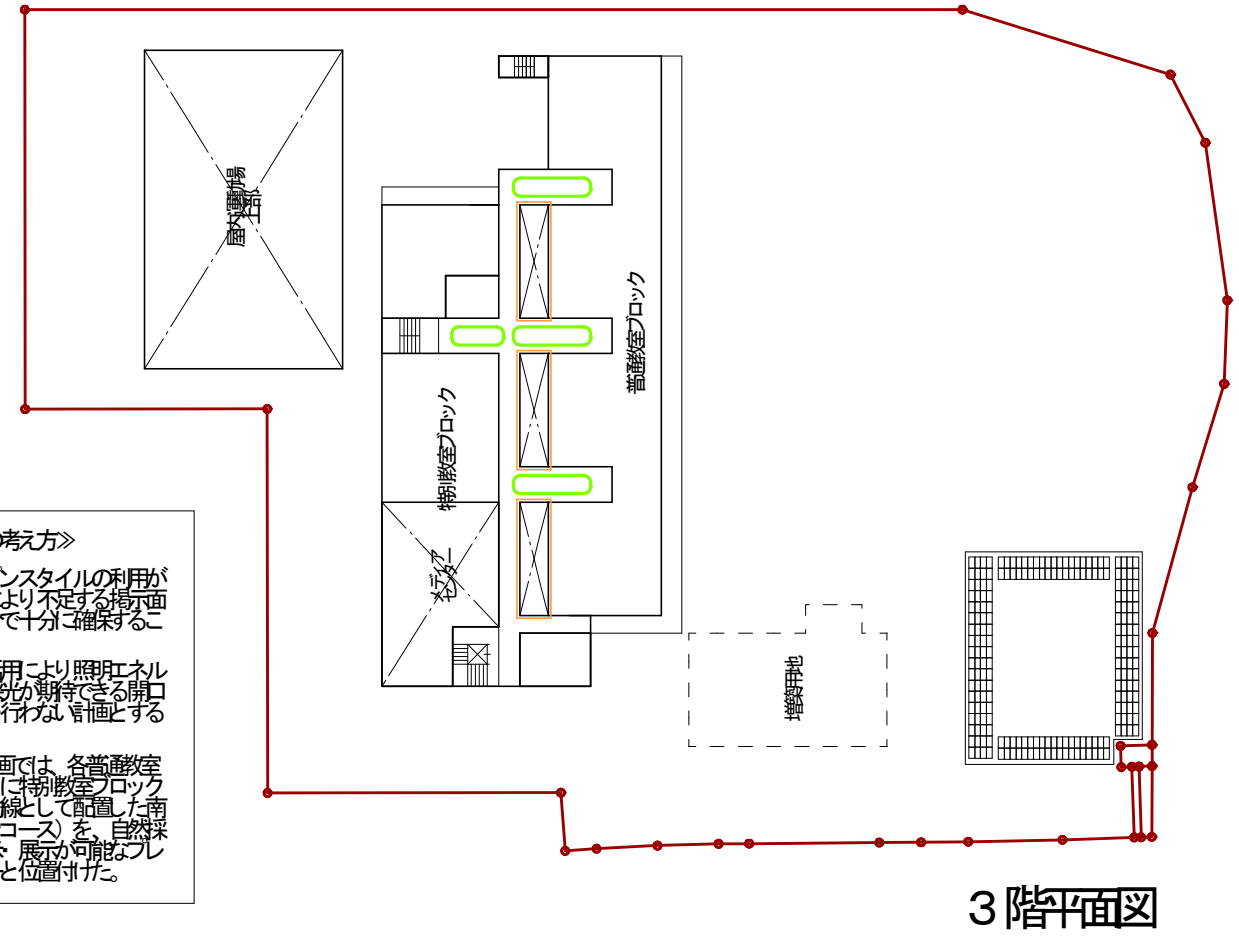 屋内運動場
上部
普通教室ブロック
特別教室ブロック
メディア
センター
増築用地
の考え方≫
プンスタイルの利用が
より不足する掲示面
で十分に確保するこ
用により照明エネル
光が期待できる開口
行わない計画とする
画では、各普通教室
に特別教室ブロック
線として配置した南
コース）を、自然採
展示が可能なプレ
と位置付けた。
３階平面図